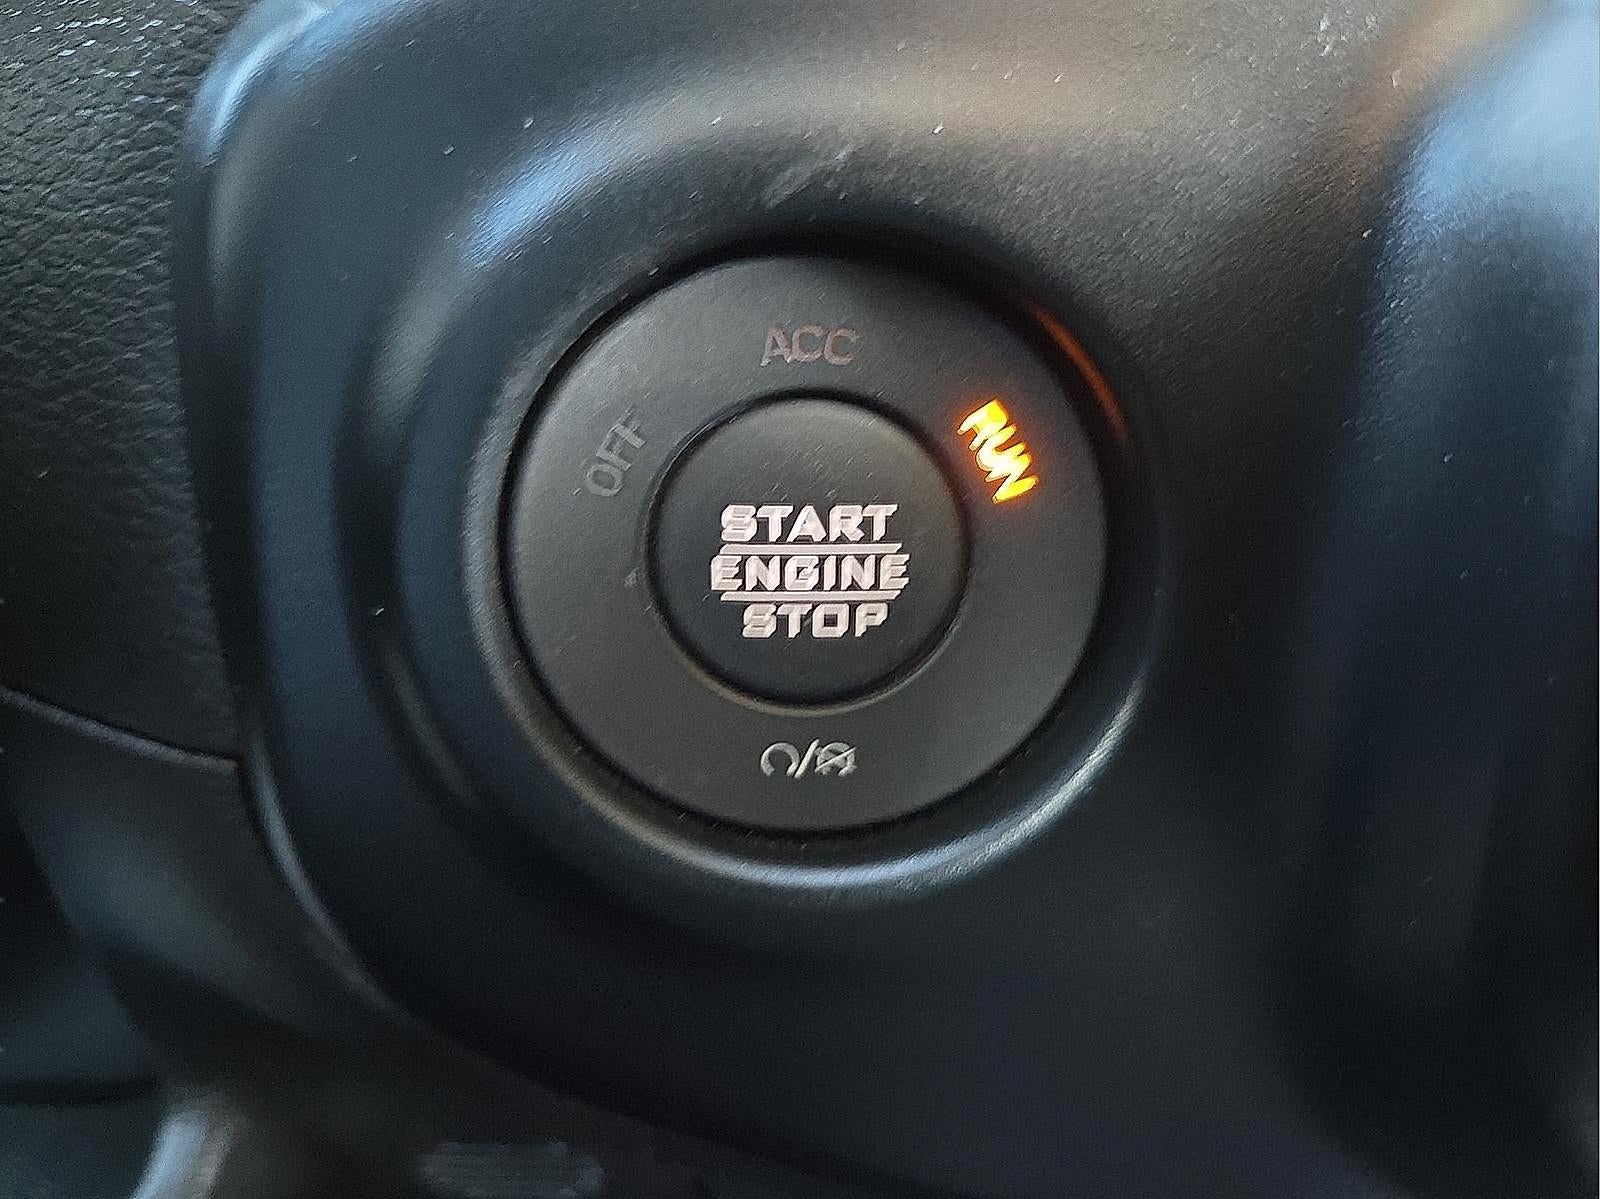 ACC
OFF
RUN
START
ENGINE
STOP